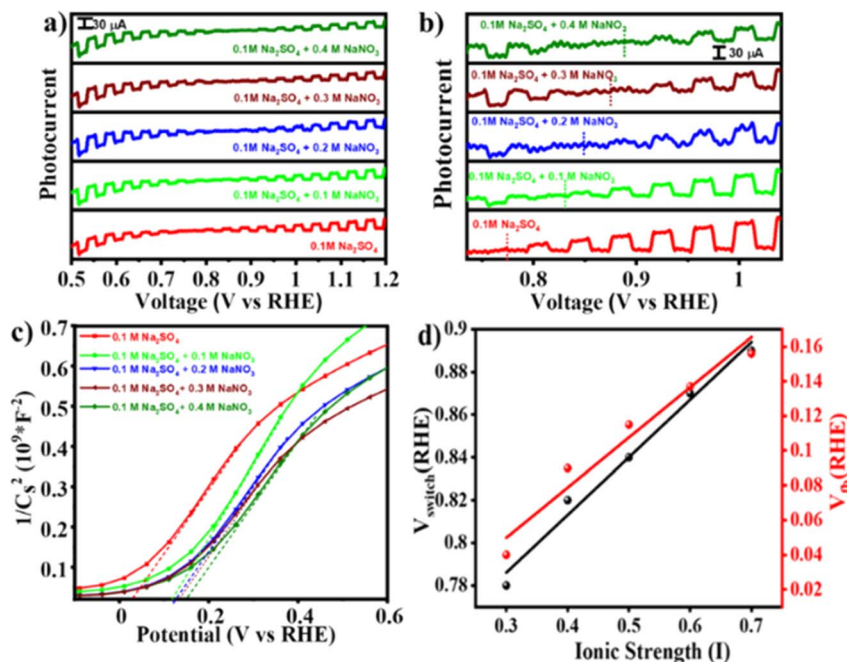 a)
30 μA
0.1M Na₂SO₄ + 0.4 M NaNO₃
0.1M Na₂SO₄ + 0.3 M NaNO₃
0.1M Na₂SO₄ + 0.2 M NaNO₃
0.1M Na₂SO₄ + 0.1 M NaNO₃
0.1M Na₂SO₄
Photocurrent
0.5 0.6 0.7 0.8 0.9 1 1.1 1.2
Voltage (V vs RHE)
b)
0.1M Na₂SO₄ + 0.4 M NaNO₃
30 μA
0.1M Na₂SO₄ + 0.3 M NaNO₃
0.1M Na₂SO₄ + 0.2 M NaNO₃
0.1M Na₂SO₄ + 0.1 M NaNO₃
0.1M Na₂SO₄
Photocurrent
0.8 0.9 1
Voltage (V vs RHE)
c)
0.7
0.6
0.5
0.4
0.3
0.2
0.1
1/Cs² (10⁹*F⁻²)
0.1 M Na₂SO₄
0.1 M Na₂SO₄ + 0.1 M NaNO₃
0.1 M Na₂SO₄ + 0.2 M NaNO₃
0.1 M Na₂SO₄+ 0.3 M NaNO₃
0.1 M Na₂SO₄+ 0.4 M NaNO₃
0 0.2 0.4 0.6
Potential (V vs RHE)
d)
0.9
0.86
0.82
0.8
0.78
V switch (RHE)
0.16
0.14
0.12
0.1
0.08
0.06
0.04
0.02
V fb (RHE)
0.3 0.4 0.5 0.6 0.7
Ionic Strength (I)